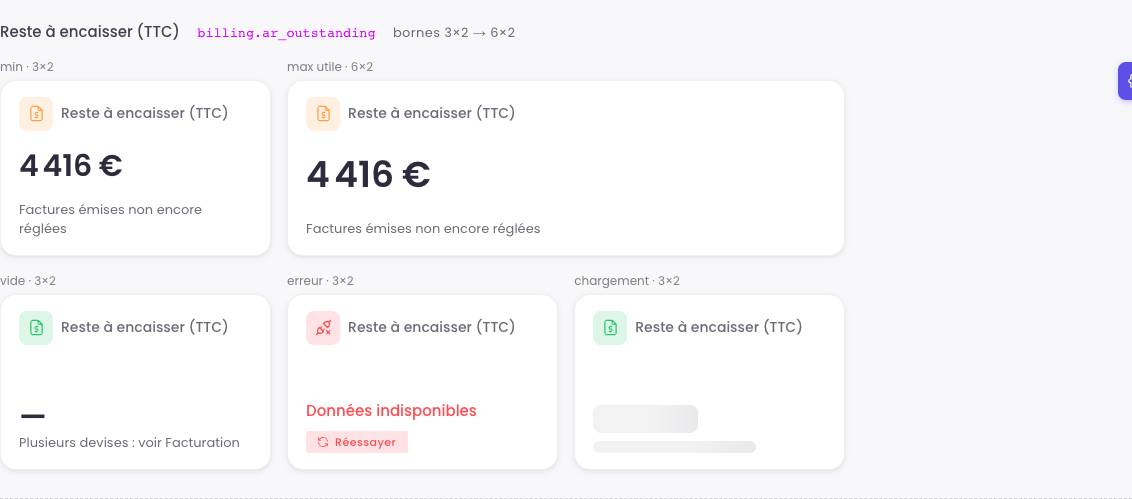 Reste à encaisser (TTC) billing.ar_outstanding bornes 3×2 → 6×2
min · 3×2
max utile · 6×2
Reste à encaisser (TTC)
4 416 €
Factures émises non encore
réglées
Reste à encaisser (TTC)
4 416 €
Factures émises non encore réglées
vide · 3×2
erreur · 3×2
chargement · 3×2
Reste à encaisser (TTC)
—
Plusieurs devises : voir Facturation
Reste à encaisser (TTC)
Données indisponibles
Réessayer
Reste à encaisser (TTC)